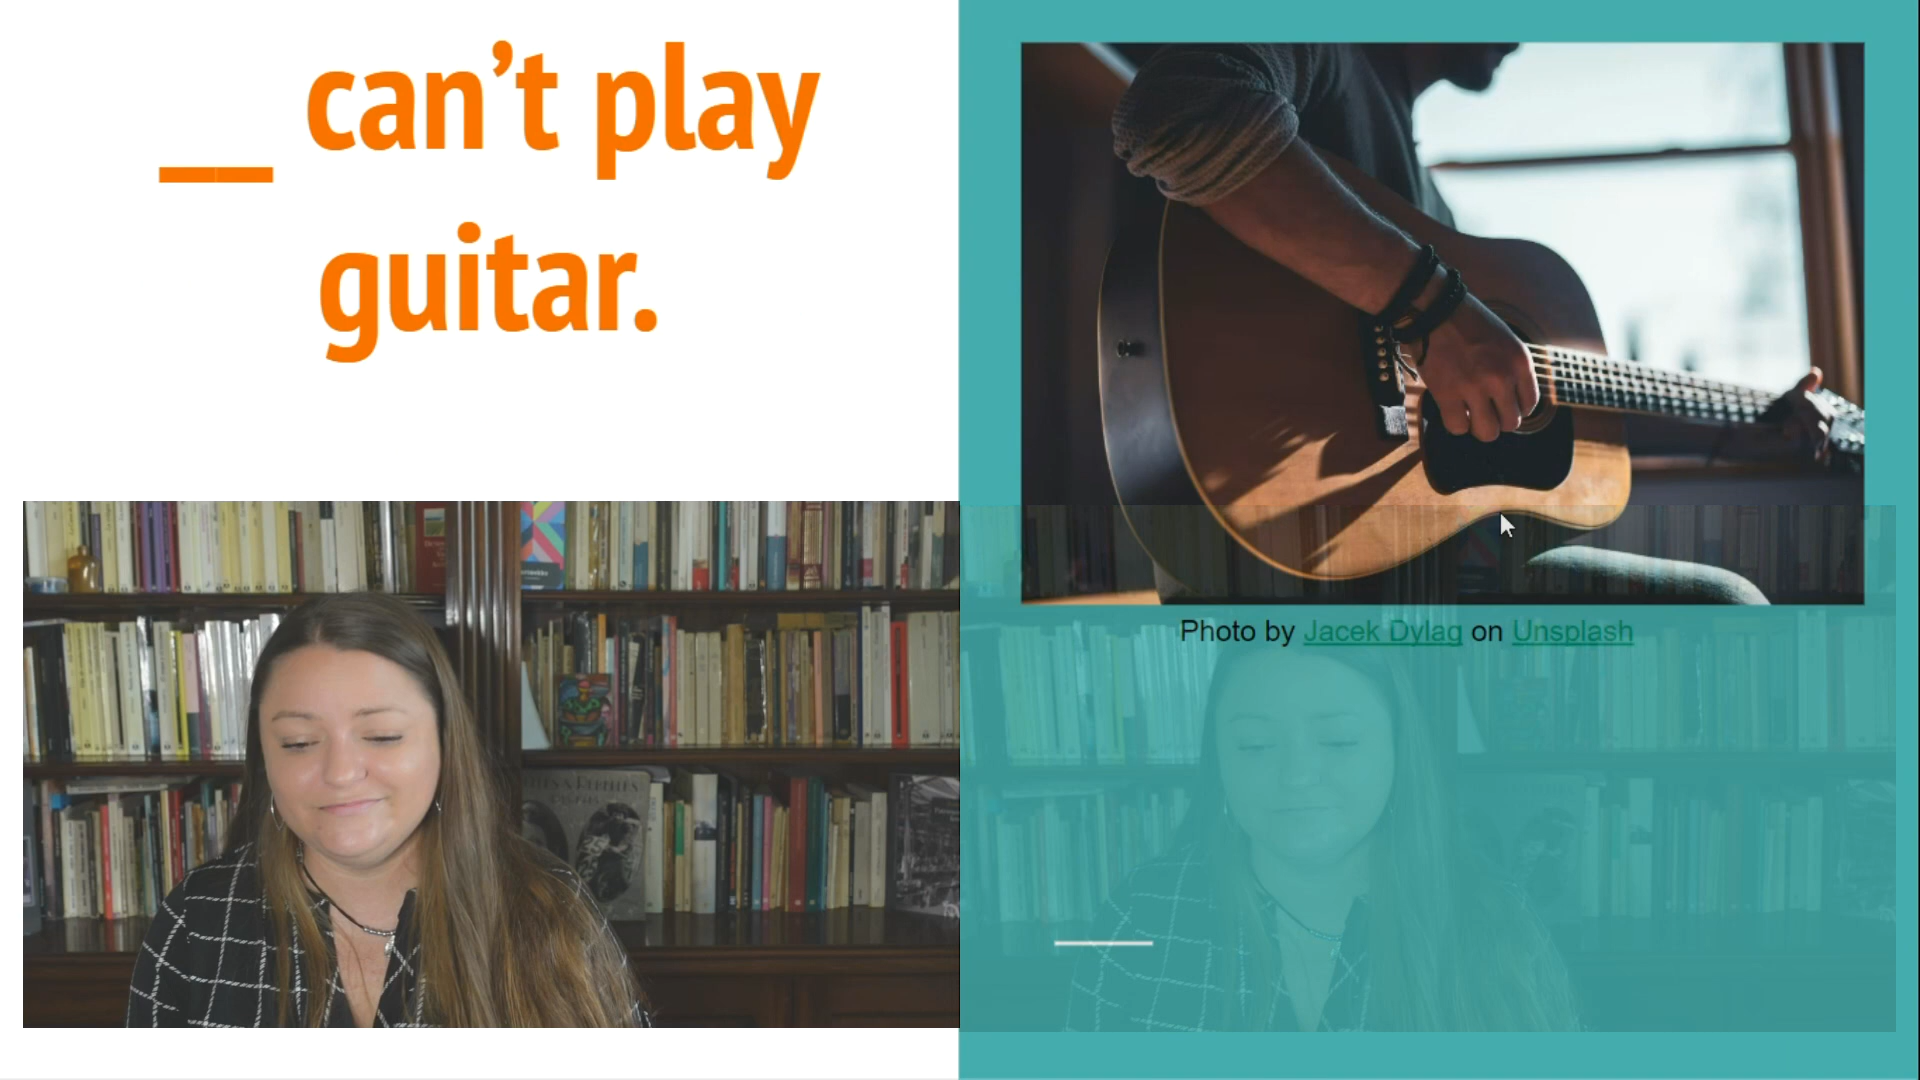 __ can’t play
guitar.
Photo by Jacek Dylag on Unsplash